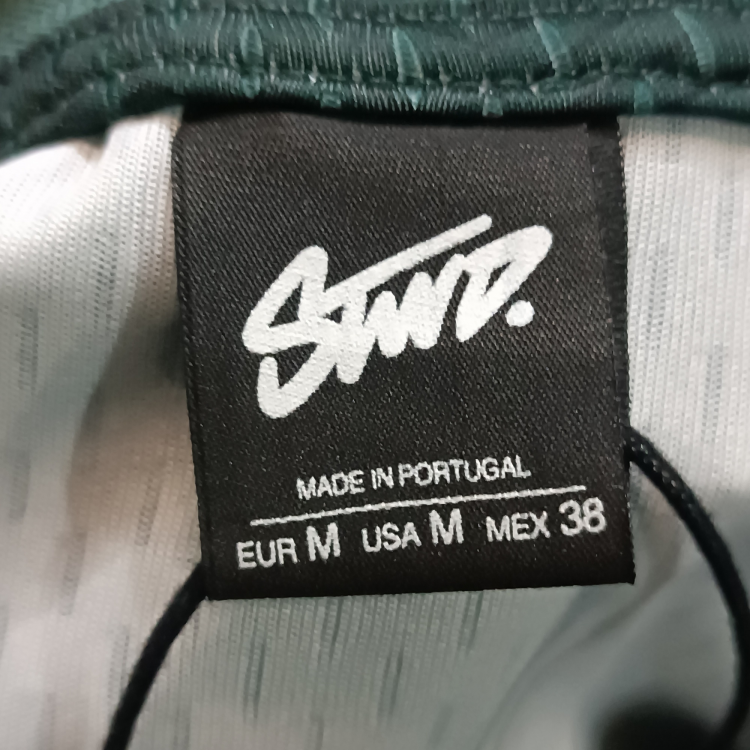 STWD.
MADE IN PORTUGAL
EUR M USA M MEX 38